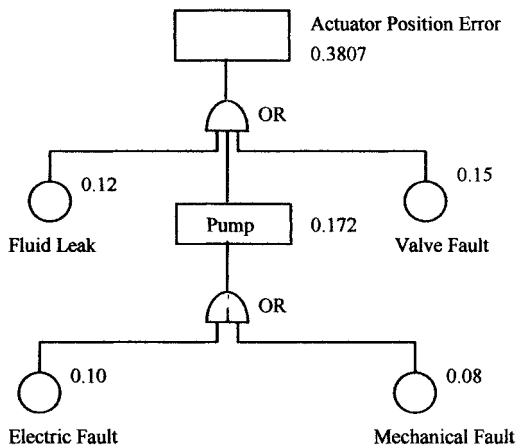 Actuator Position Error
0.3807
OR
0.12
0.15
Fluid Leak
Pump
0.172
Valve Fault
OR
0.10
0.08
Electric Fault
Mechanical Fault